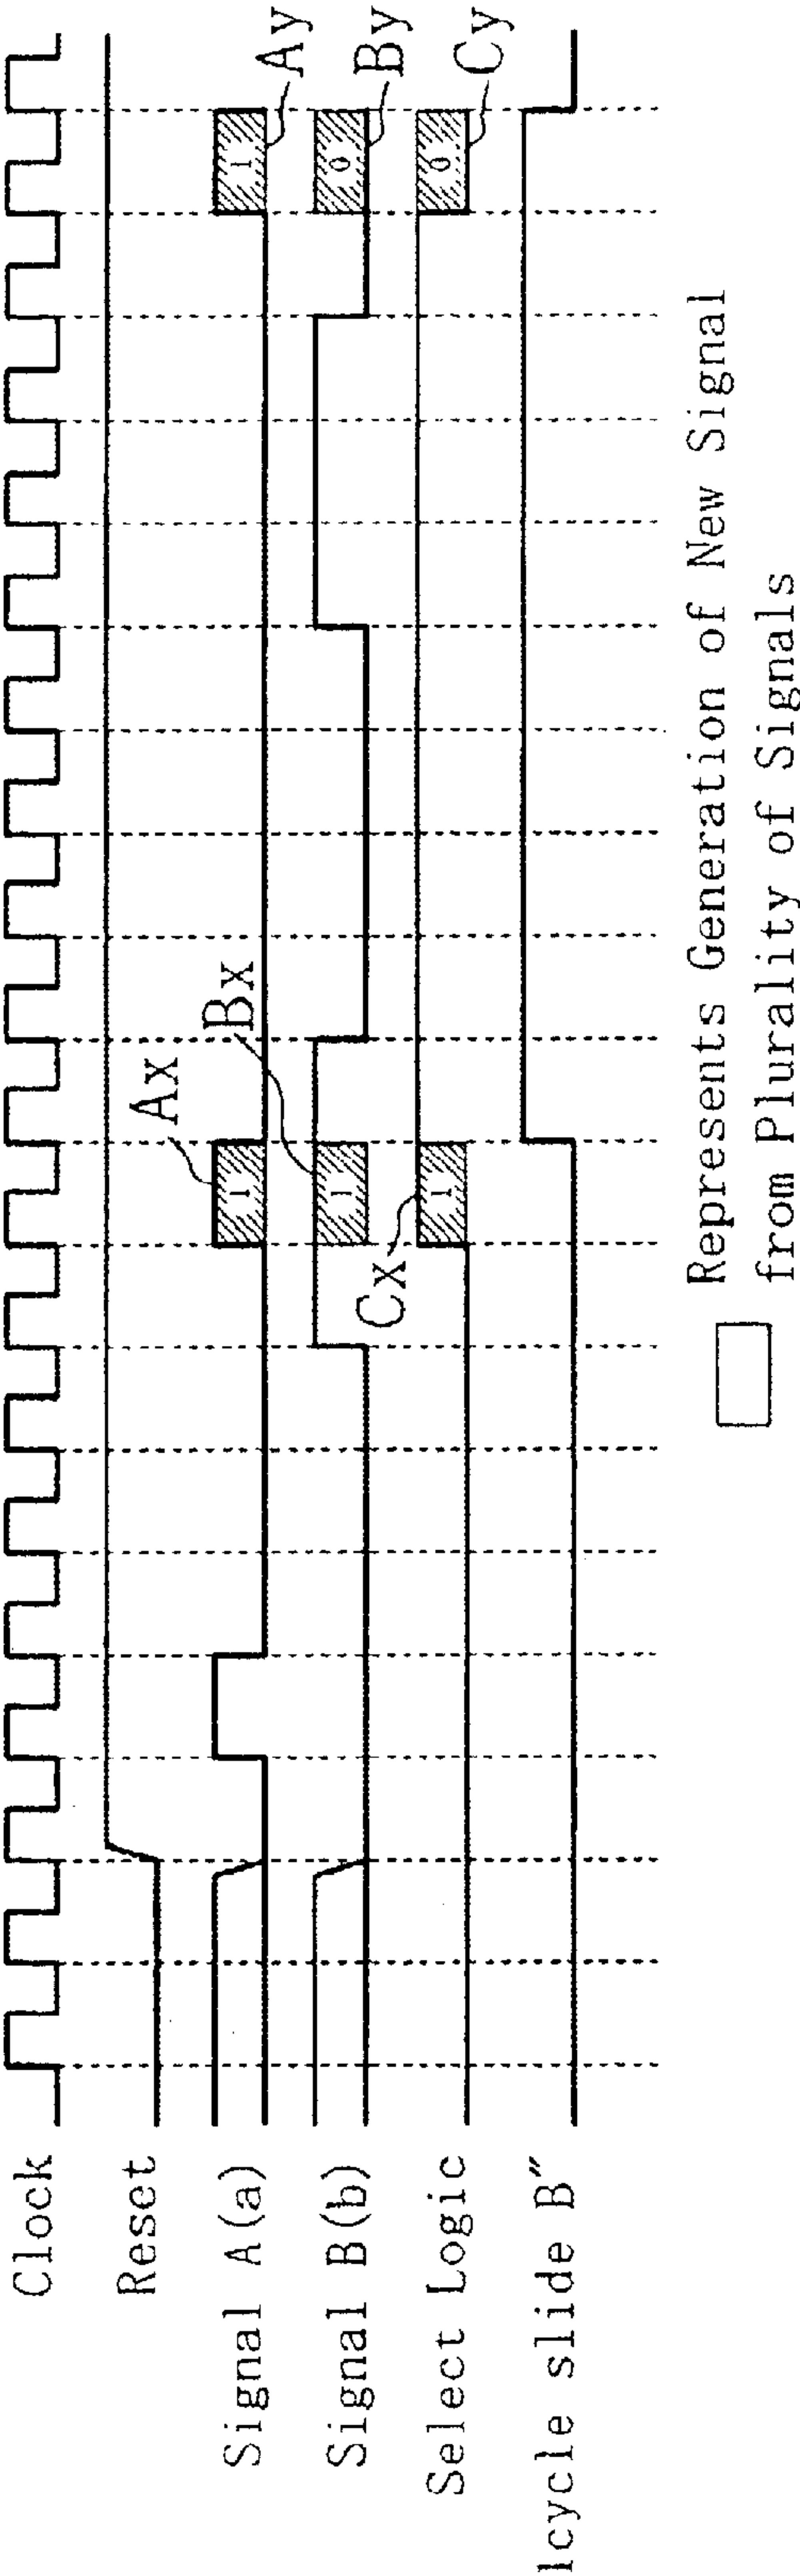 Clock
Reset
Signal A(a)
Signal B(b)
Select Logic
1cycle slide B″
Ax
1
Ay
1
Bx
1
By
0
Cx
1
Cy
0
Represents Generation of New Signal
from Plurality of Signals